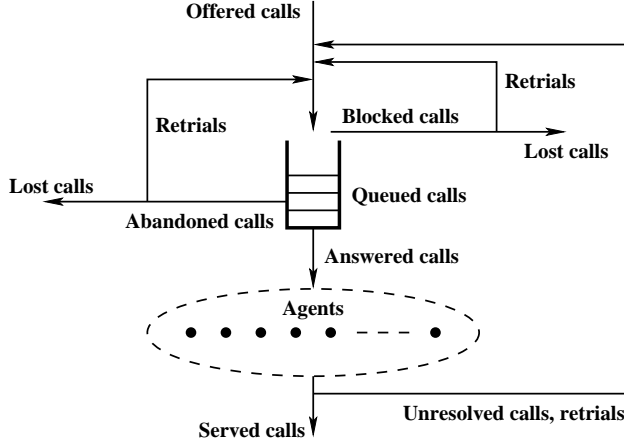 Offered calls
Retrials
Retrials
Blocked calls
Lost calls
Lost calls
Queued calls
Abandoned calls
Answered calls
Agents
Unresolved calls, retrials
Served calls